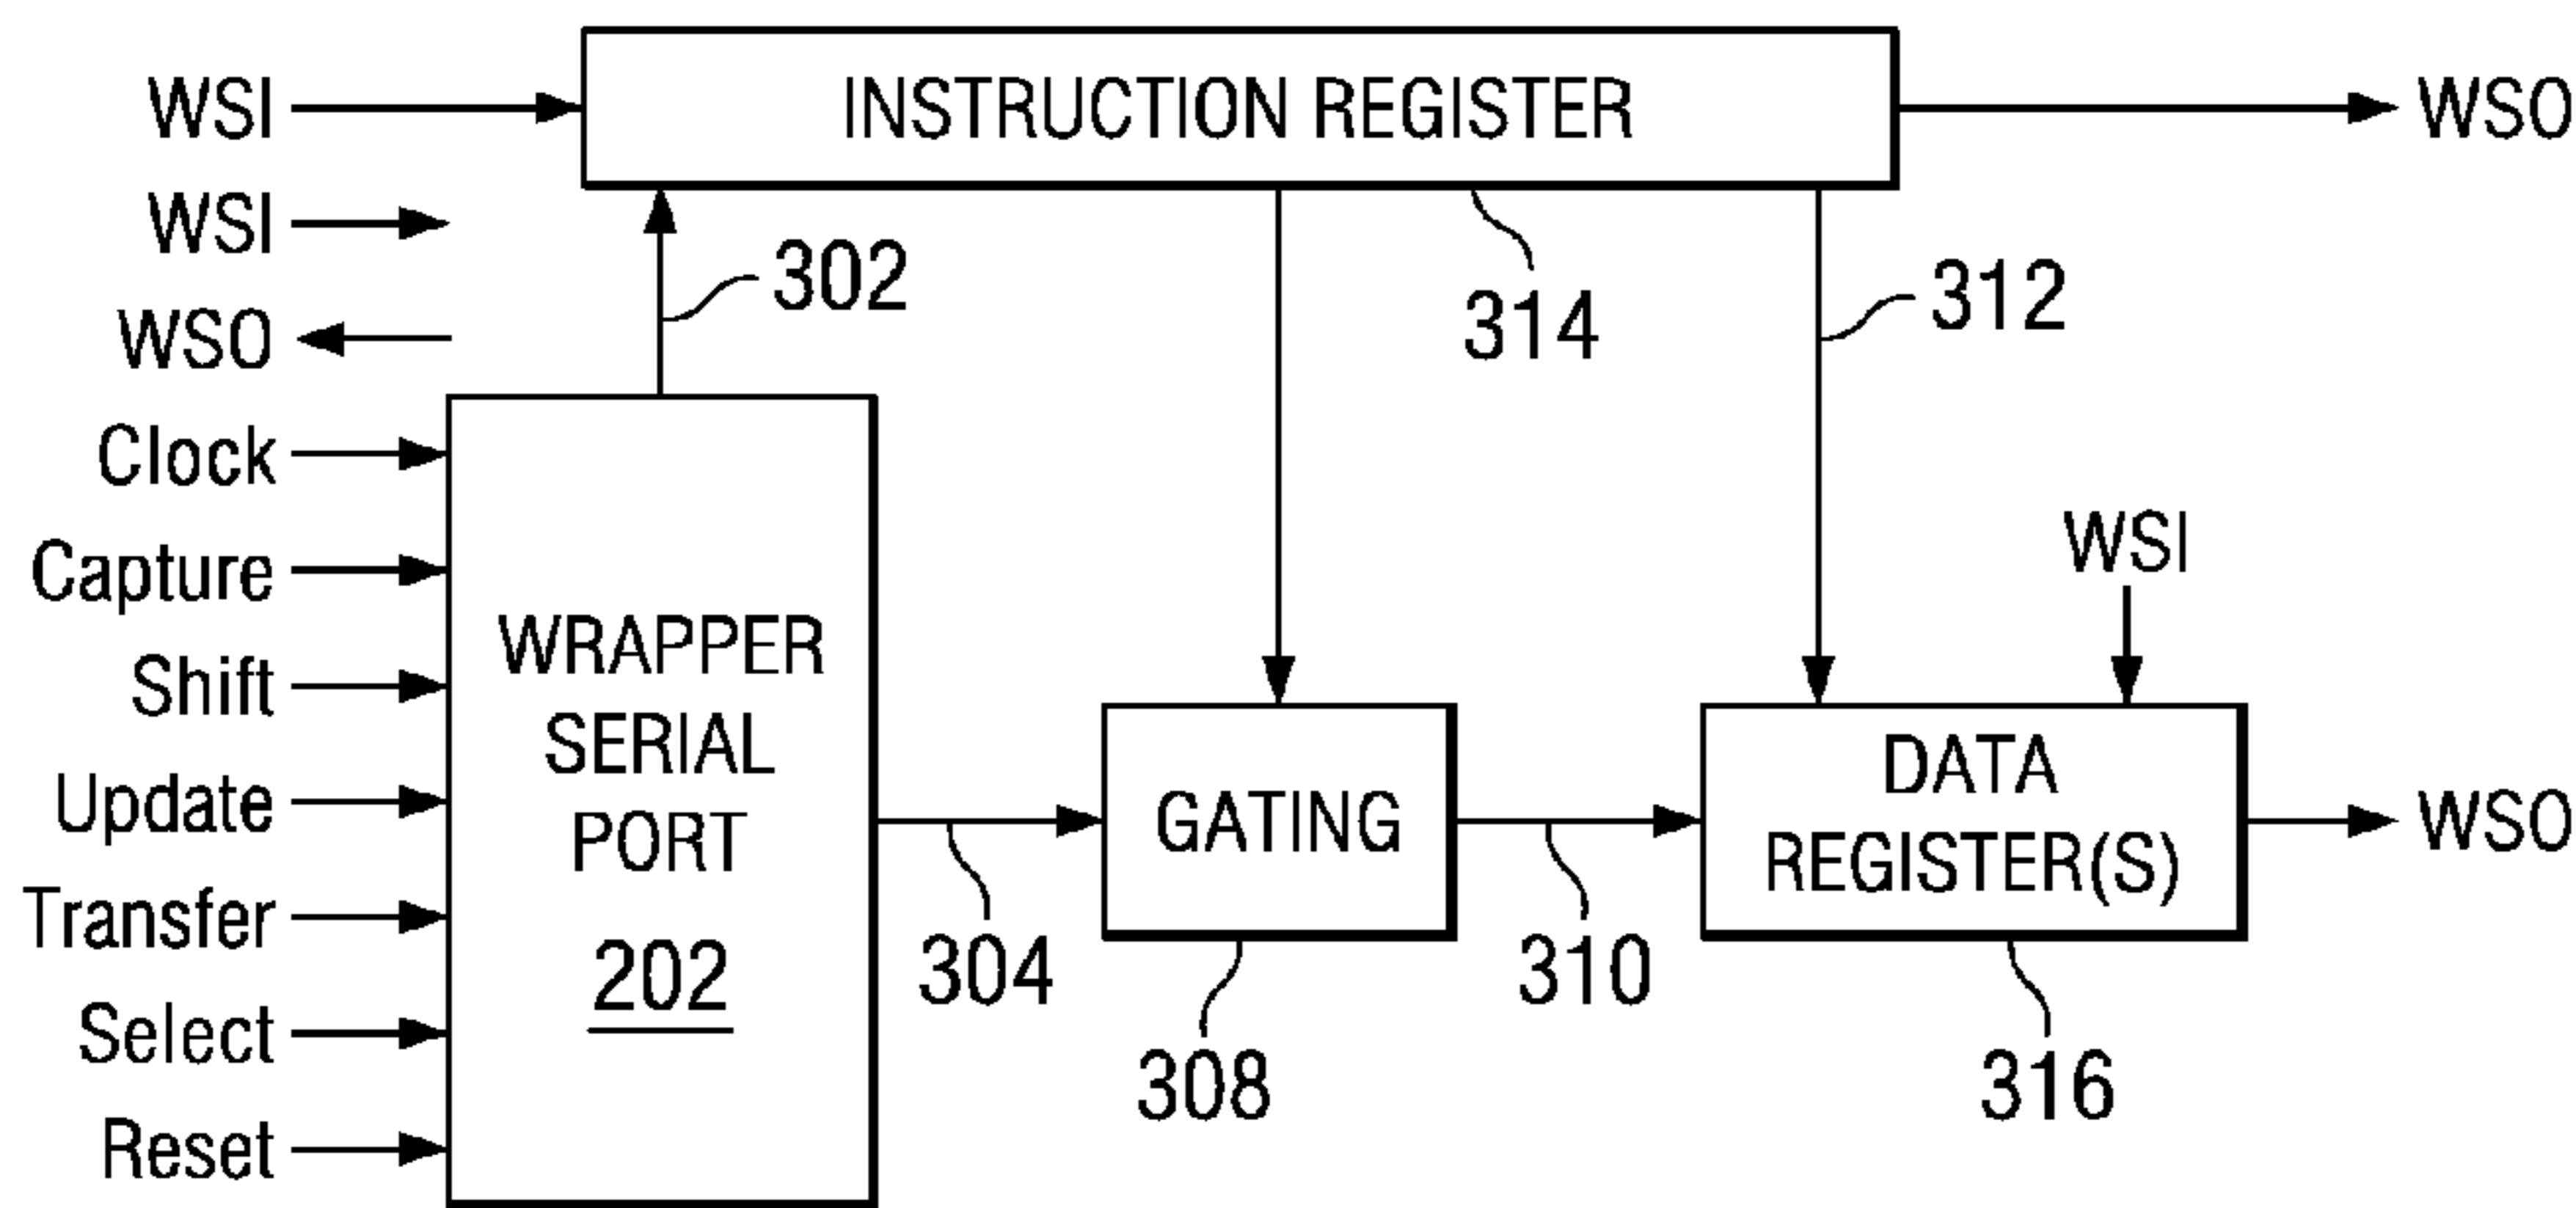 WSI
INSTRUCTION REGISTER
WSO
WSI
302
314
312
WSO
Clock
Capture
Shift
Update
Transfer
Select
Reset
WRAPPER
SERIAL
PORT
202
304
GATING
308
310
WSI
DATA
REGISTER(S)
WSO
316